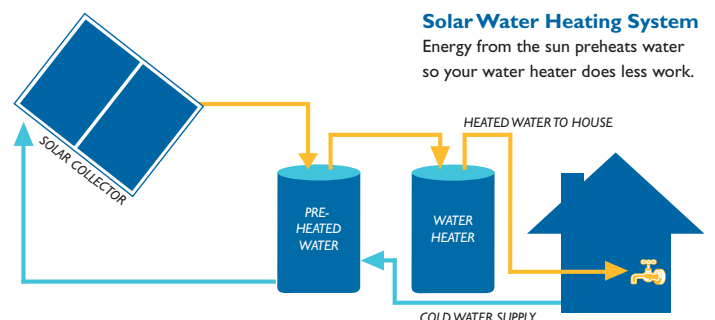 Solar Water Heating System
Energy from the sun preheats water
so your water heater does less work.
HEATED WATER TO HOUSE
SOLAR COLLECTOR
PRE-
HEATED
WATER
WATER
HEATER
COLD WATER SUPPLY